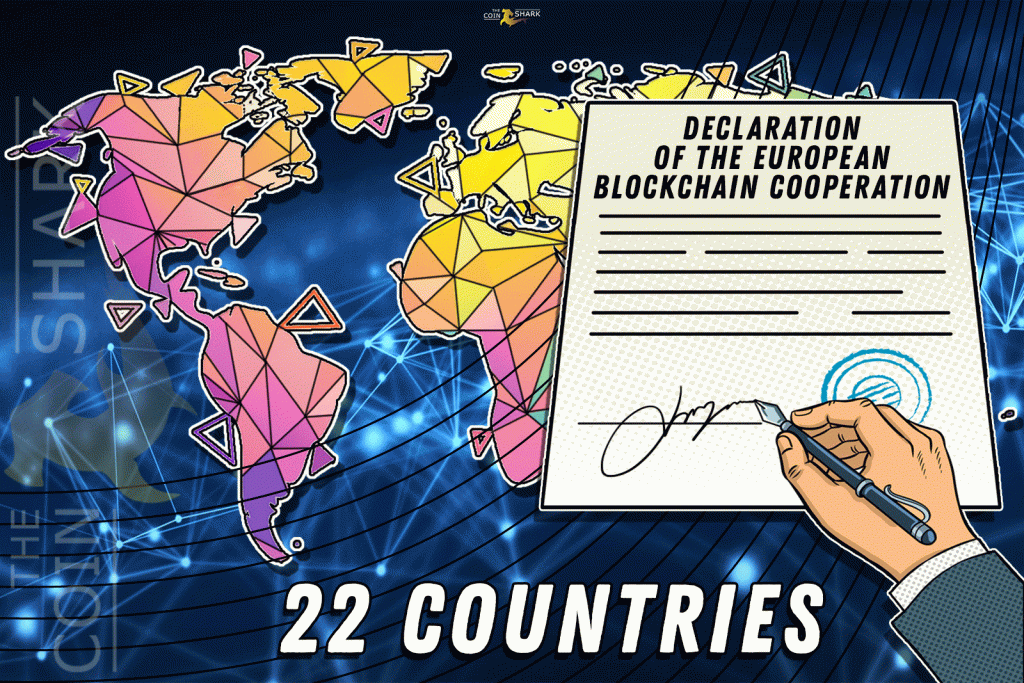 THE
COIN SHARK
DECLARATION
OF THE EUROPEAN
BLOCKCHAIN COOPERATION
22 COUNTRIES
THE
COIN SHARK